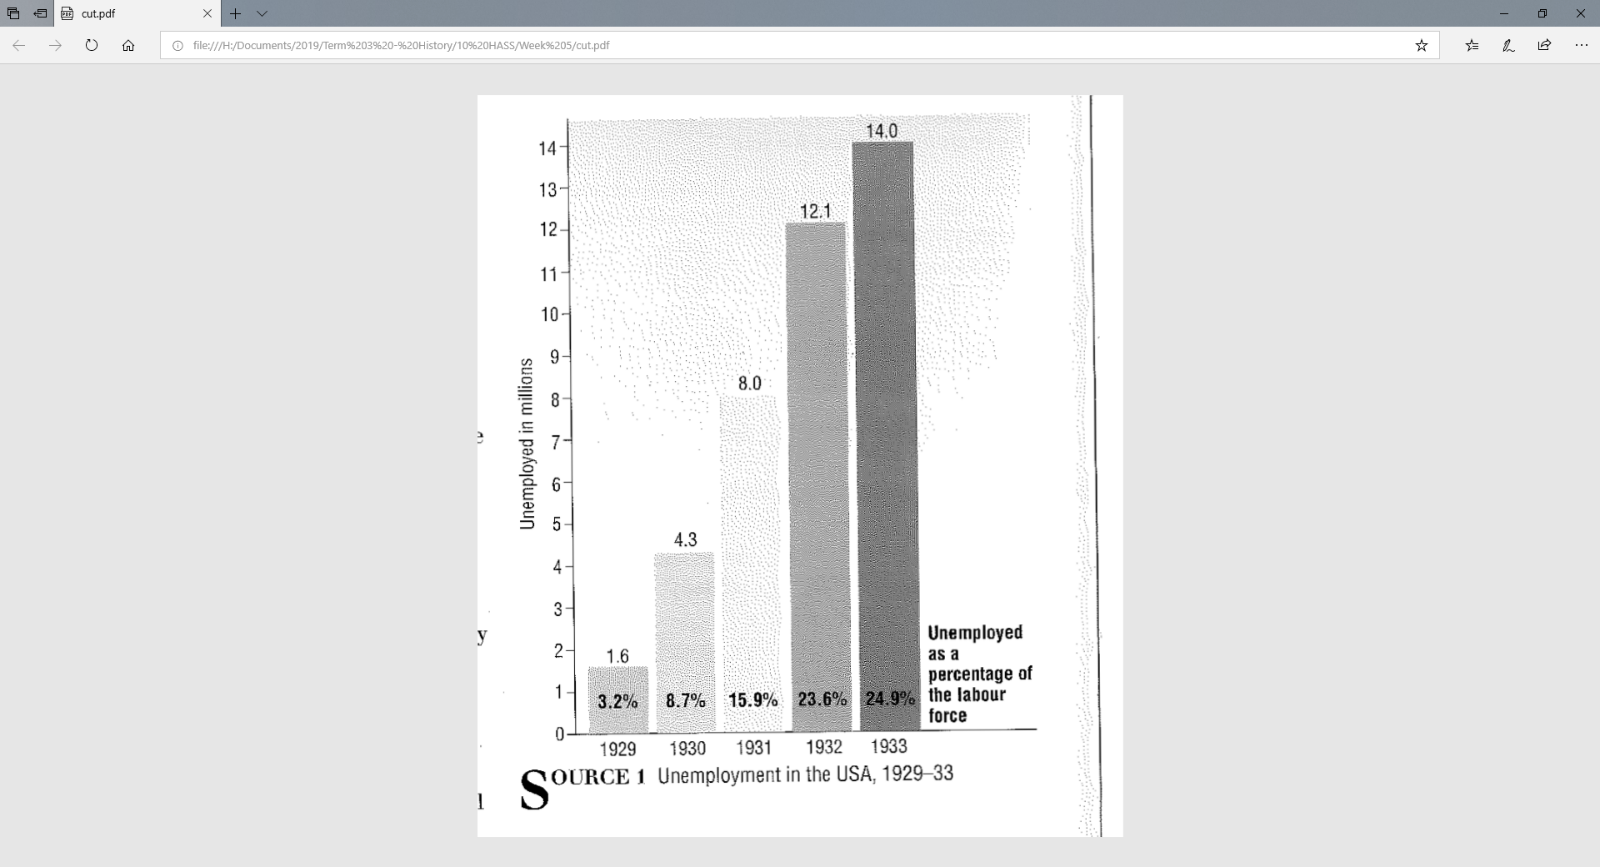 cut.pdf
file:///H:/Documents/2019/Term%203%20-%20History/10%20HASS/Week%205/cut.pdf
14.0
14
13
12.1
12
11
10
9
8.0
8
7
6
5
4.3
4
3
2
1.6
1
0
Unemployed in millions
3.2% 8.7% 15.9% 23.6% 24.9%
Unemployed
as a
percentage of
the labour
force
1929 1930 1931 1932 1933
SOURCE 1 Unemployment in the USA, 1929–33
e
y
l